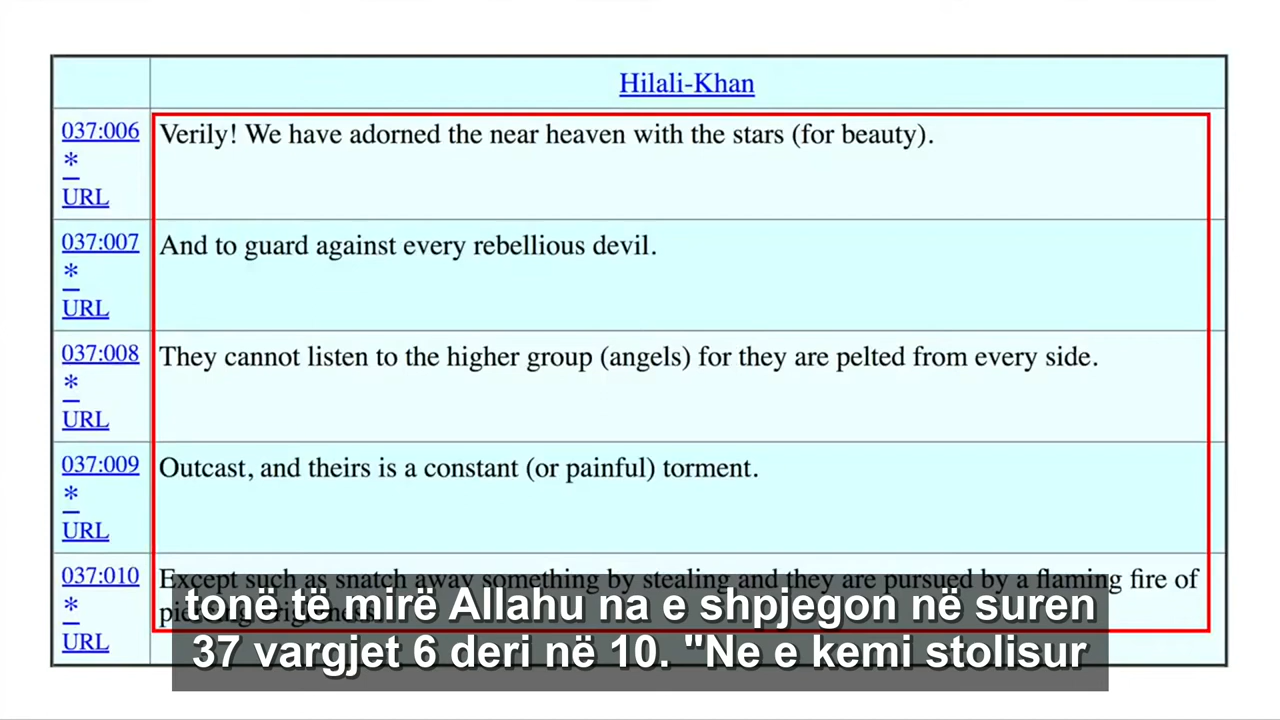 Hilali-Khan
037:006
*
URL
Verily! We have adorned the near heaven with the stars (for beauty).
037:007
*
URL
And to guard against every rebellious devil.
037:008
*
URL
They cannot listen to the higher group (angels) for they are pelted from every side.
037:009
*
URL
Outcast, and theirs is a constant (or painful) torment.
037:010
*
URL
Except such as snatch away something by stealing and they are pursued by a flaming fire of
tonë të mirë Allahu na e shpjegon në suren
37 vargjet 6 deri në 10. "Ne e kemi stolisur